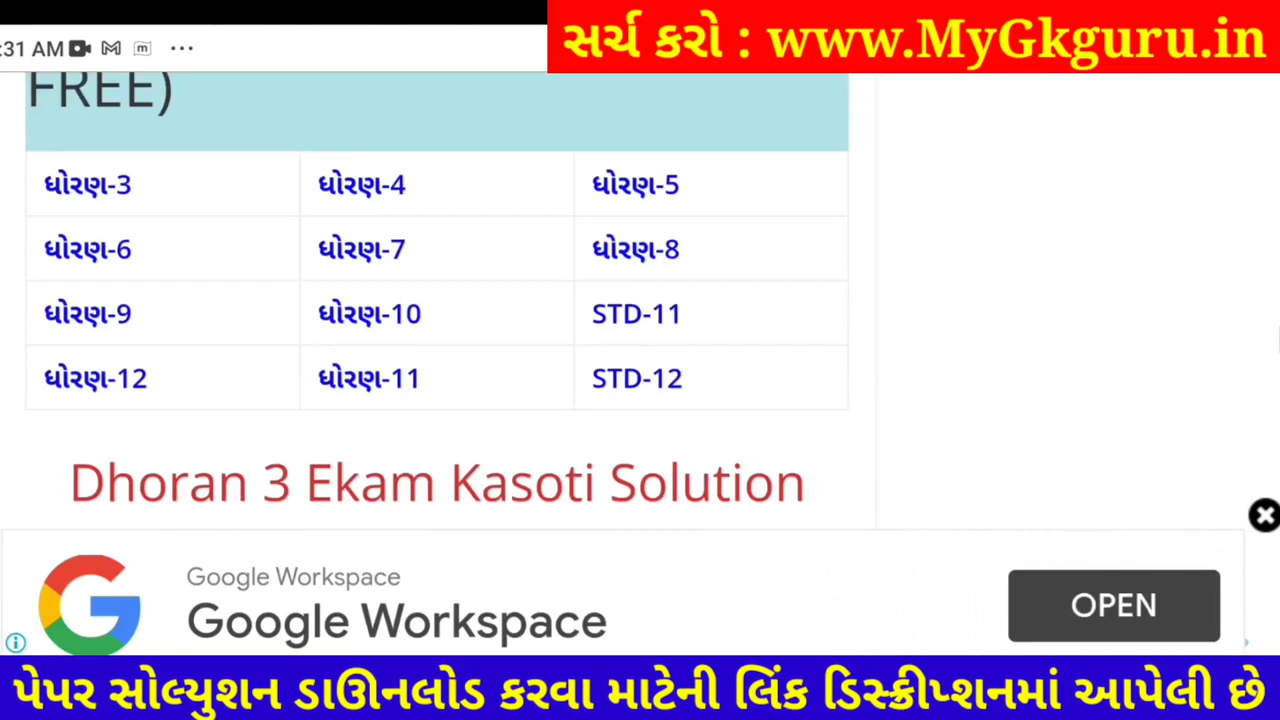 :31 AM
સર્ચ કરો : www.MyGkguru.in
FREE)
ધોરણ-3 ધોરણ-4 ધોરણ-5
ધોરણ-6 ધોરણ-7 ધોરણ-8
ધોરણ-9 ધોરણ-10 STD-11
ધોરણ-12 ધોરણ-11 STD-12
Dhoran 3 Ekam Kasoti Solution
Google Workspace
Google Workspace
OPEN
પેપર સોલ્યુશન ડાઊનલોડ કરવા માટેની લિંક ડિસ્ક્રીપ્શનમાં આપેલી છે